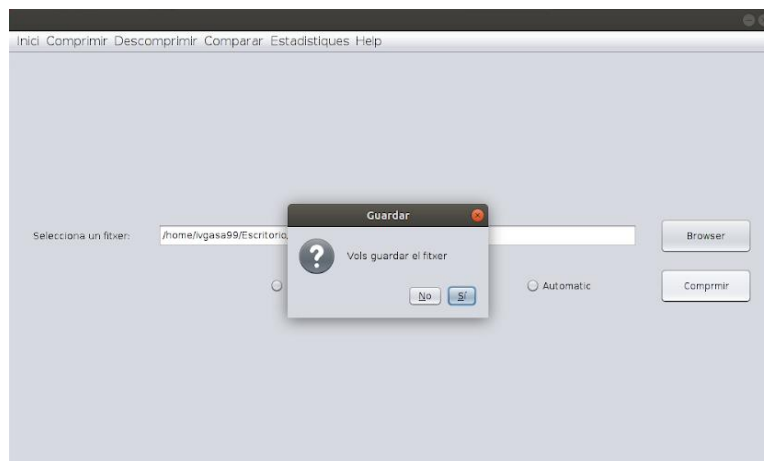 Inici Comprimir Descomprimir Comparar Estadistiques Help
Guardar
Selecciona un fitxer: /home/ivgasa99/Escritorio, Browser
Vols guardar el fitxer
No Sí
Automatic Comprmir